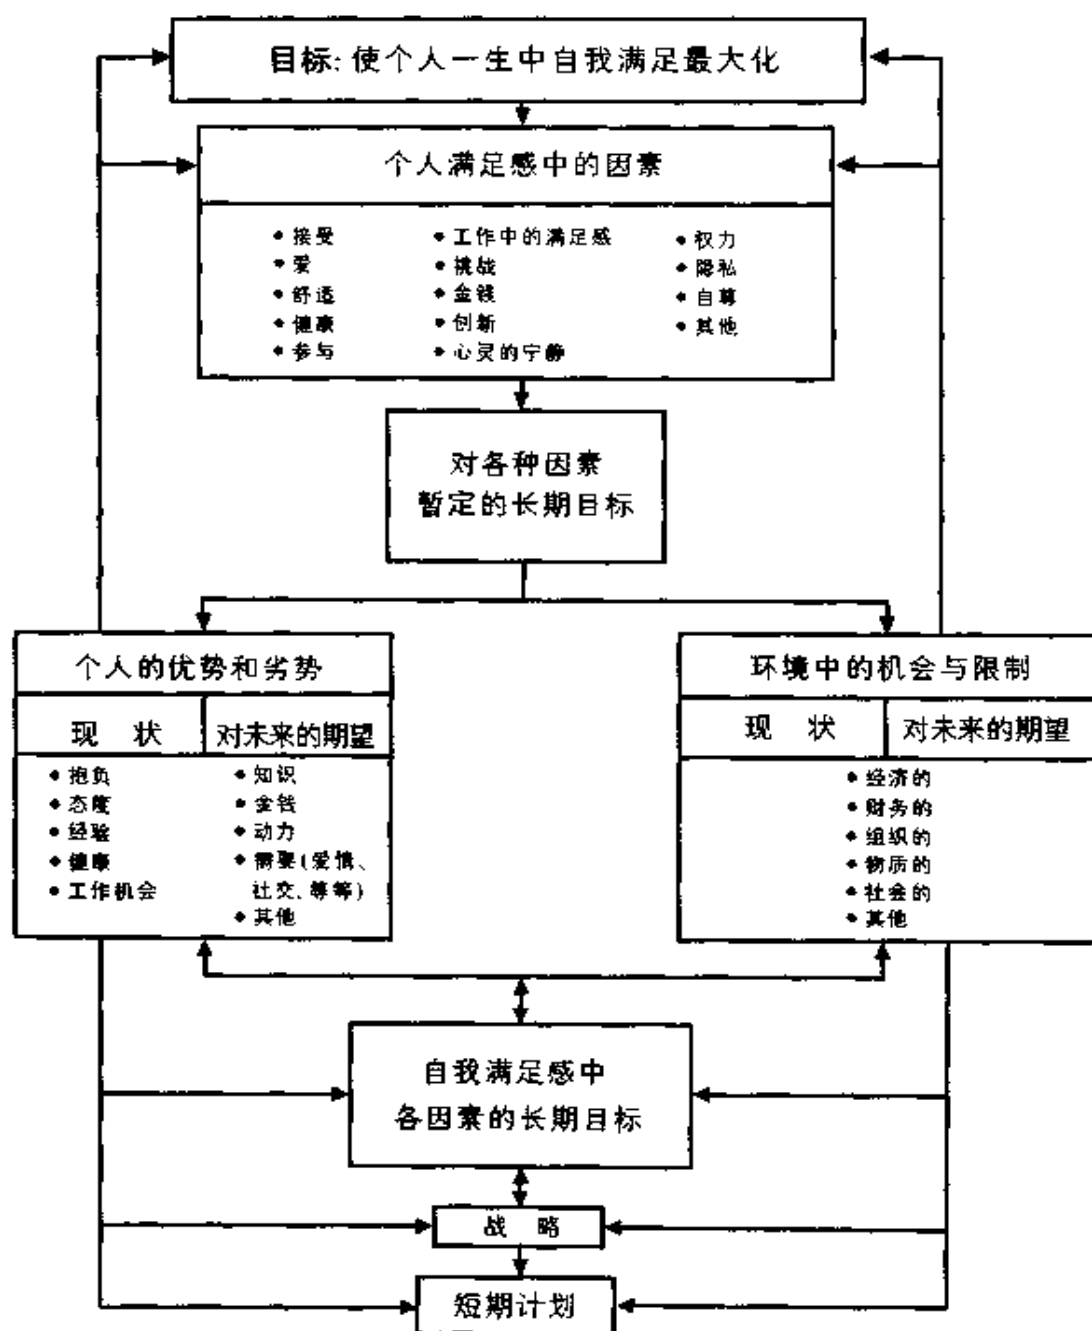 目标:使个人一生中自我满足最大化
个人满足感中的因素
• 接受
• 爱
• 舒适
• 健康
• 参与
• 工作中的满足感
• 挑战
• 金钱
• 创新
• 心灵的宁静
• 权力
• 隐私
• 自尊
• 其他
对各种因素
暂定的长期目标
个人的优势和劣势
现 状
对未来的期望
• 抱负
• 态度
• 经验
• 健康
• 工作机会
• 知识
• 金钱
• 动力
• 需要(爱情、
社交、等等)
• 其他
环境中的机会与限制
现 状
对未来的期望
• 经济的
• 财务的
• 组织的
• 物质的
• 社会的
• 其他
自我满足感中
各因素的长期目标
战 略
短期计划